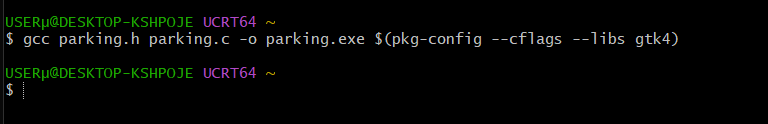 USERµ@DESKTOP-KSHPOJE UCRT64 ~
$ gcc parking.h parking.c -o parking.exe $(pkg-config --cflags --libs gtk4)
USERµ@DESKTOP-KSHPOJE UCRT64 ~
$